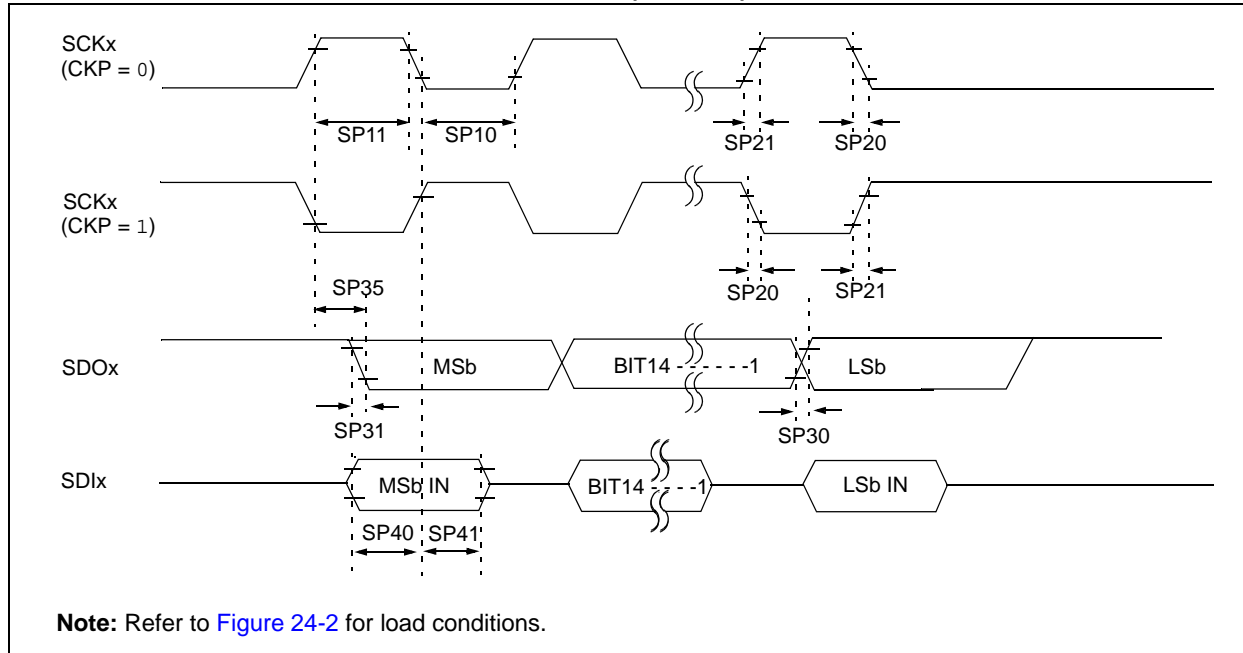 SCKx
(CKP = 0)
SP11
SP10
SP21
SP20
SCKx
(CKP = 1)
SP35
SP20
SP21
SDOx
MSb
BIT14 - - - - - -1
LSb
SP31
SP30
SDIx
MSb IN
BIT14 - - - -1
LSb IN
SP40
SP41
Note: Refer to Figure 24-2 for load conditions.